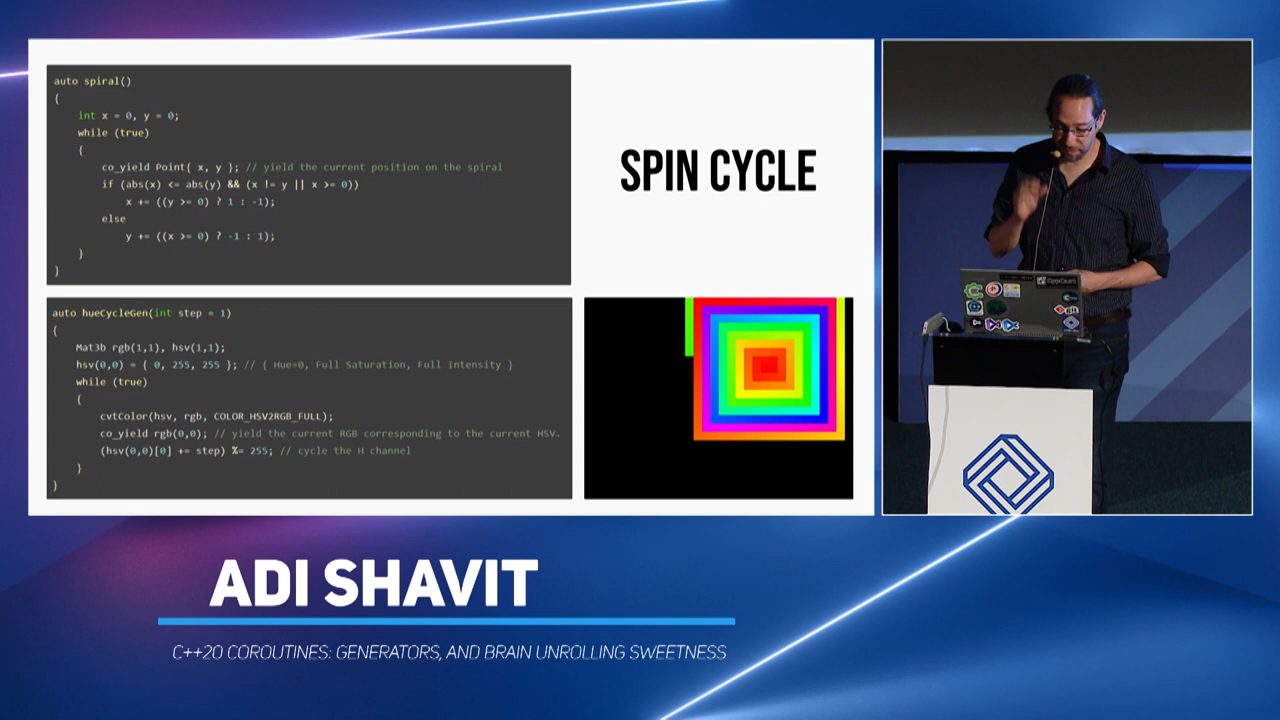 auto spiral()
{
    int x = 0, y = 0;
    while (true)
    {
        co_yield Point{ x, y }; // yield the current position on the spiral
        if (abs(x) <= abs(y) && (x != y || x >= 0))
            x += ((y >= 0) ? 1 : -1);
        else
            y += ((x >= 0) ? -1 : 1);
    }
}
SPIN CYCLE
auto hueCycleGen(int step = 1)
{
    Mat3b rgb(1,1), hsv(1,1);
    hsv(0,0) = { 0, 255, 255 }; // { Hue=0, Full Saturation, Full Intensity }
    while (true)
    {
        cvtColor(hsv, rgb, COLOR_HSV2RGB_FULL);
        co_yield rgb(0,0); // yield the current RGB corresponding to the current HSV.
        (hsv(0,0)[0] += step) %= 255; // cycle the H channel
    }
}
ADI SHAVIT
C++20 COROUTINES: GENERATORS, AND BRAIN UNROLLING SWEETNESS